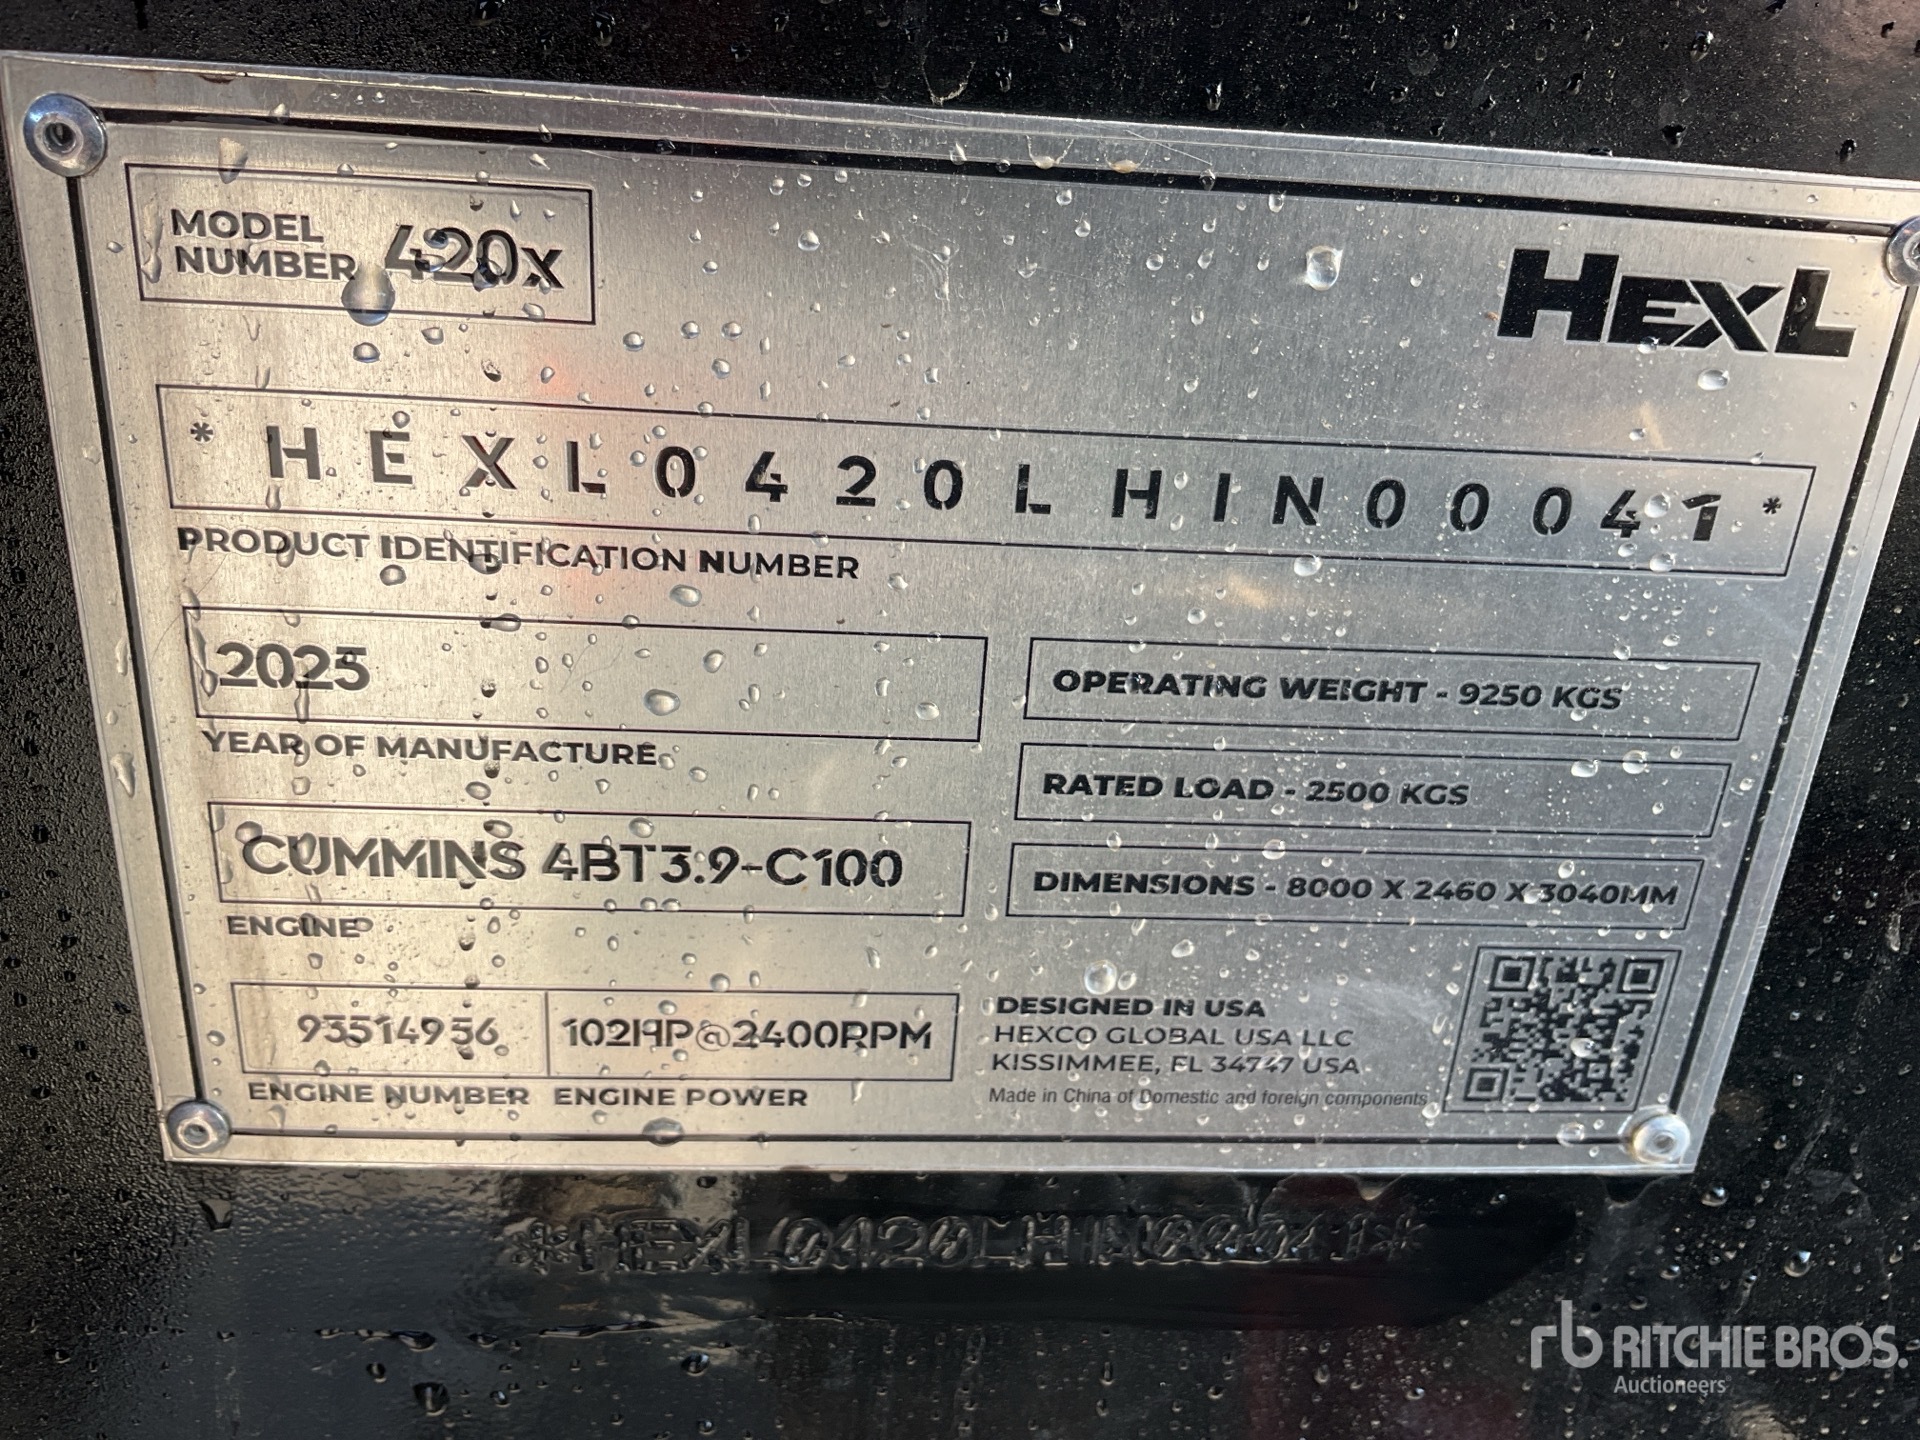 MODEL
NUMBER 420X
HEXL
*HEXL0420LHIN00041*
PRODUCT IDENTIFICATION NUMBER
2025
YEAR OF MANUFACTURE
OPERATING WEIGHT - 9250 KGS
RATED LOAD - 2500 KGS
CUMMINS 4BT3.9-C100
ENGINE
DIMENSIONS - 8000 X 2460 X 3040MM
93514956
ENGINE NUMBER
102HP@2400RPM
ENGINE POWER
DESIGNED IN USA
HEXCO GLOBAL USA LLC
KISSIMMEE, FL 34747 USA
Made in China of Domestic and foreign components
*HEXL0420LHIN00041*
rb RITCHIE BROS.
Auctioneers